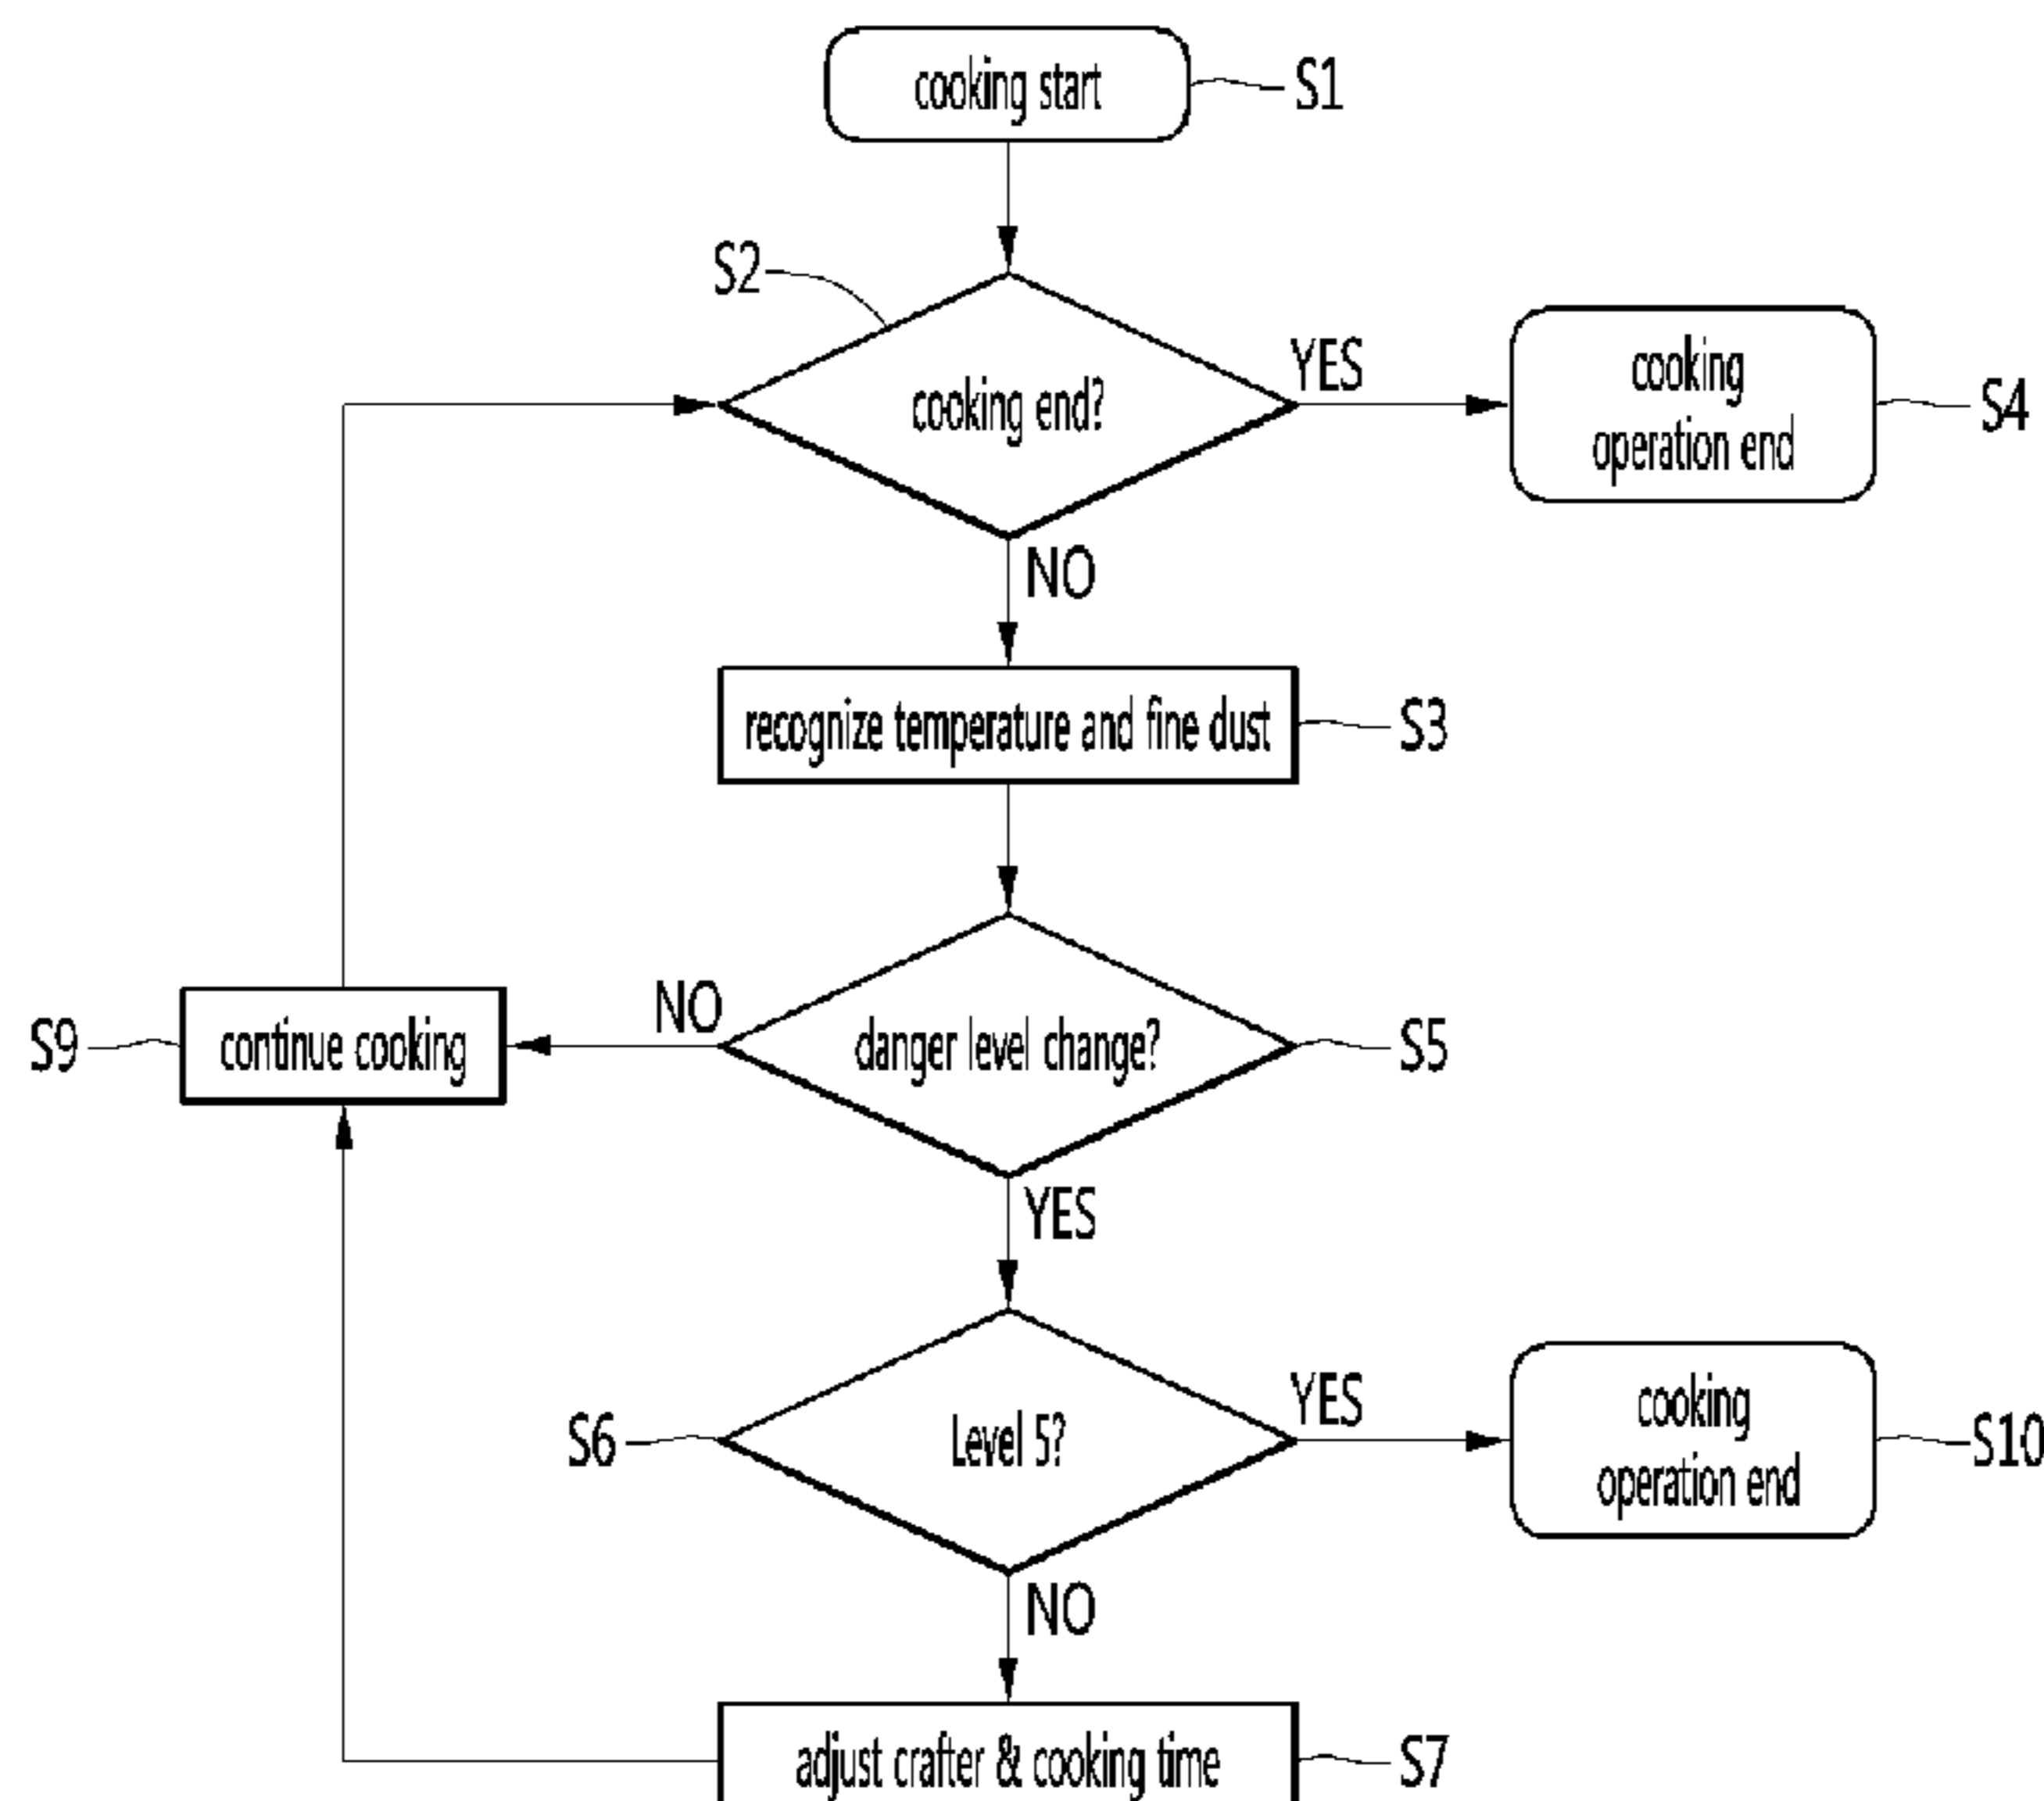 cooking start
S1
S2
cooking end?
YES
cooking
operation end
S4
NO
recognize temperature and fine dust
S3
S9
continue cooking
NO
danger level change?
S5
YES
S6
Level 5?
YES
cooking
operation end
S10
NO
adjust crafter & cooking time
S7